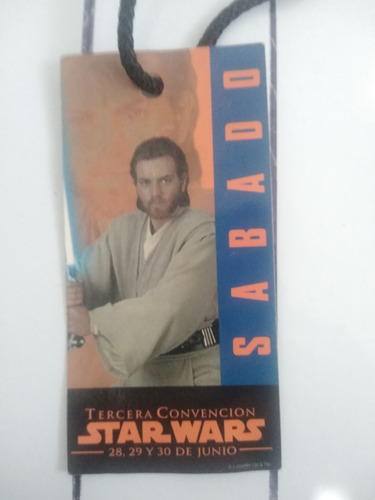 SABADO
TERCERA CONVENCION
STAR WARS
28, 29 Y 30 DE JUNIO